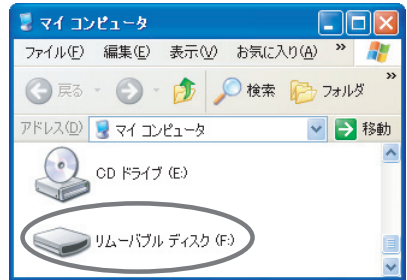 マイ コンピュータ
ファイル(F) 編集(E) 表示(V) お気に入り(A) »
戻る 検索 フォルダ »
アドレス(D) マイ コンピュータ 移動
CD ドライブ (E:)
リムーバブル ディスク (F:)